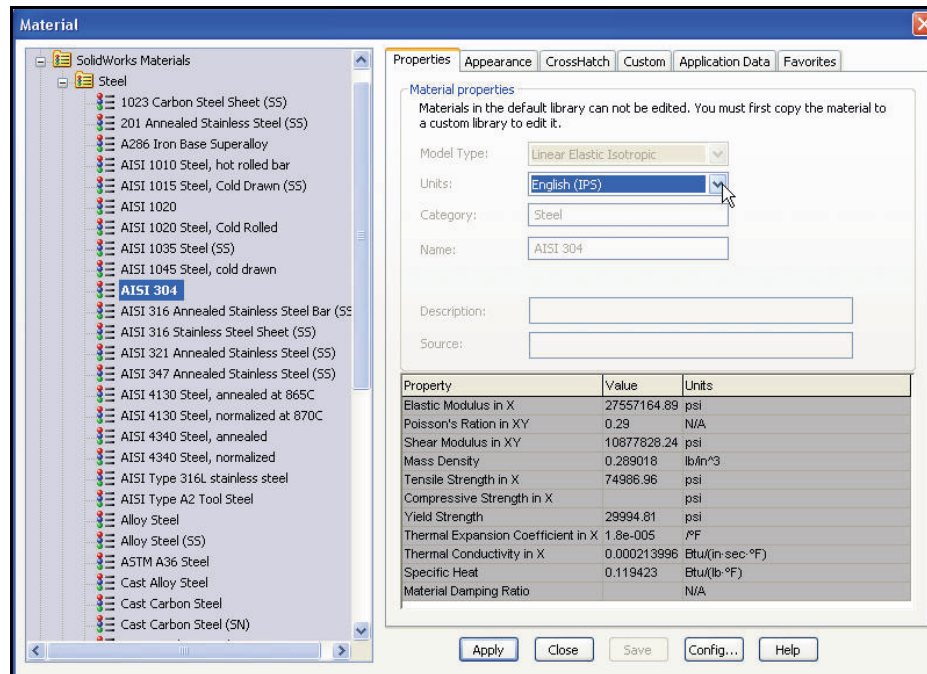 Material
SolidWorks Materials
Steel
1023 Carbon Steel Sheet (SS)
201 Annealed Stainless Steel (SS)
A286 Iron Base Superalloy
AISI 1010 Steel, hot rolled bar
AISI 1015 Steel, Cold Drawn (SS)
AISI 1020
AISI 1020 Steel, Cold Rolled
AISI 1035 Steel (SS)
AISI 1045 Steel, cold drawn
AISI 304
AISI 316 Annealed Stainless Steel Bar (SS
AISI 316 Stainless Steel Sheet (SS)
AISI 321 Annealed Stainless Steel (SS)
AISI 347 Annealed Stainless Steel (SS)
AISI 4130 Steel, annealed at 865C
AISI 4130 Steel, normalized at 870C
AISI 4340 Steel, annealed
AISI 4340 Steel, normalized
AISI Type 316L stainless steel
AISI Type A2 Tool Steel
Alloy Steel
Alloy Steel (SS)
ASTM A36 Steel
Cast Alloy Steel
Cast Carbon Steel
Cast Carbon Steel (SN)
Properties Appearance CrossHatch Custom Application Data Favorites
Material properties
Materials in the default library can not be edited. You must first copy the material to
a custom library to edit it.
Model Type: Linear Elastic Isotropic
Units: English (IPS)
Category: Steel
Name: AISI 304
Description:
Source:
Property Value Units
Elastic Modulus in X 27557164.89 psi
Poisson's Ration in XY 0.29 N/A
Shear Modulus in XY 10877828.24 psi
Mass Density 0.289018 lb/in^3
Tensile Strength in X 74986.96 psi
Compressive Strength in X psi
Yield Strength 29994.81 psi
Thermal Expansion Coefficient in X 1.8e-005 /°F
Thermal Conductivity in X 0.000213996 Btu/(in·sec·°F)
Specific Heat 0.119423 Btu/(lb·°F)
Material Damping Ratio N/A
Apply Close Save Config... Help